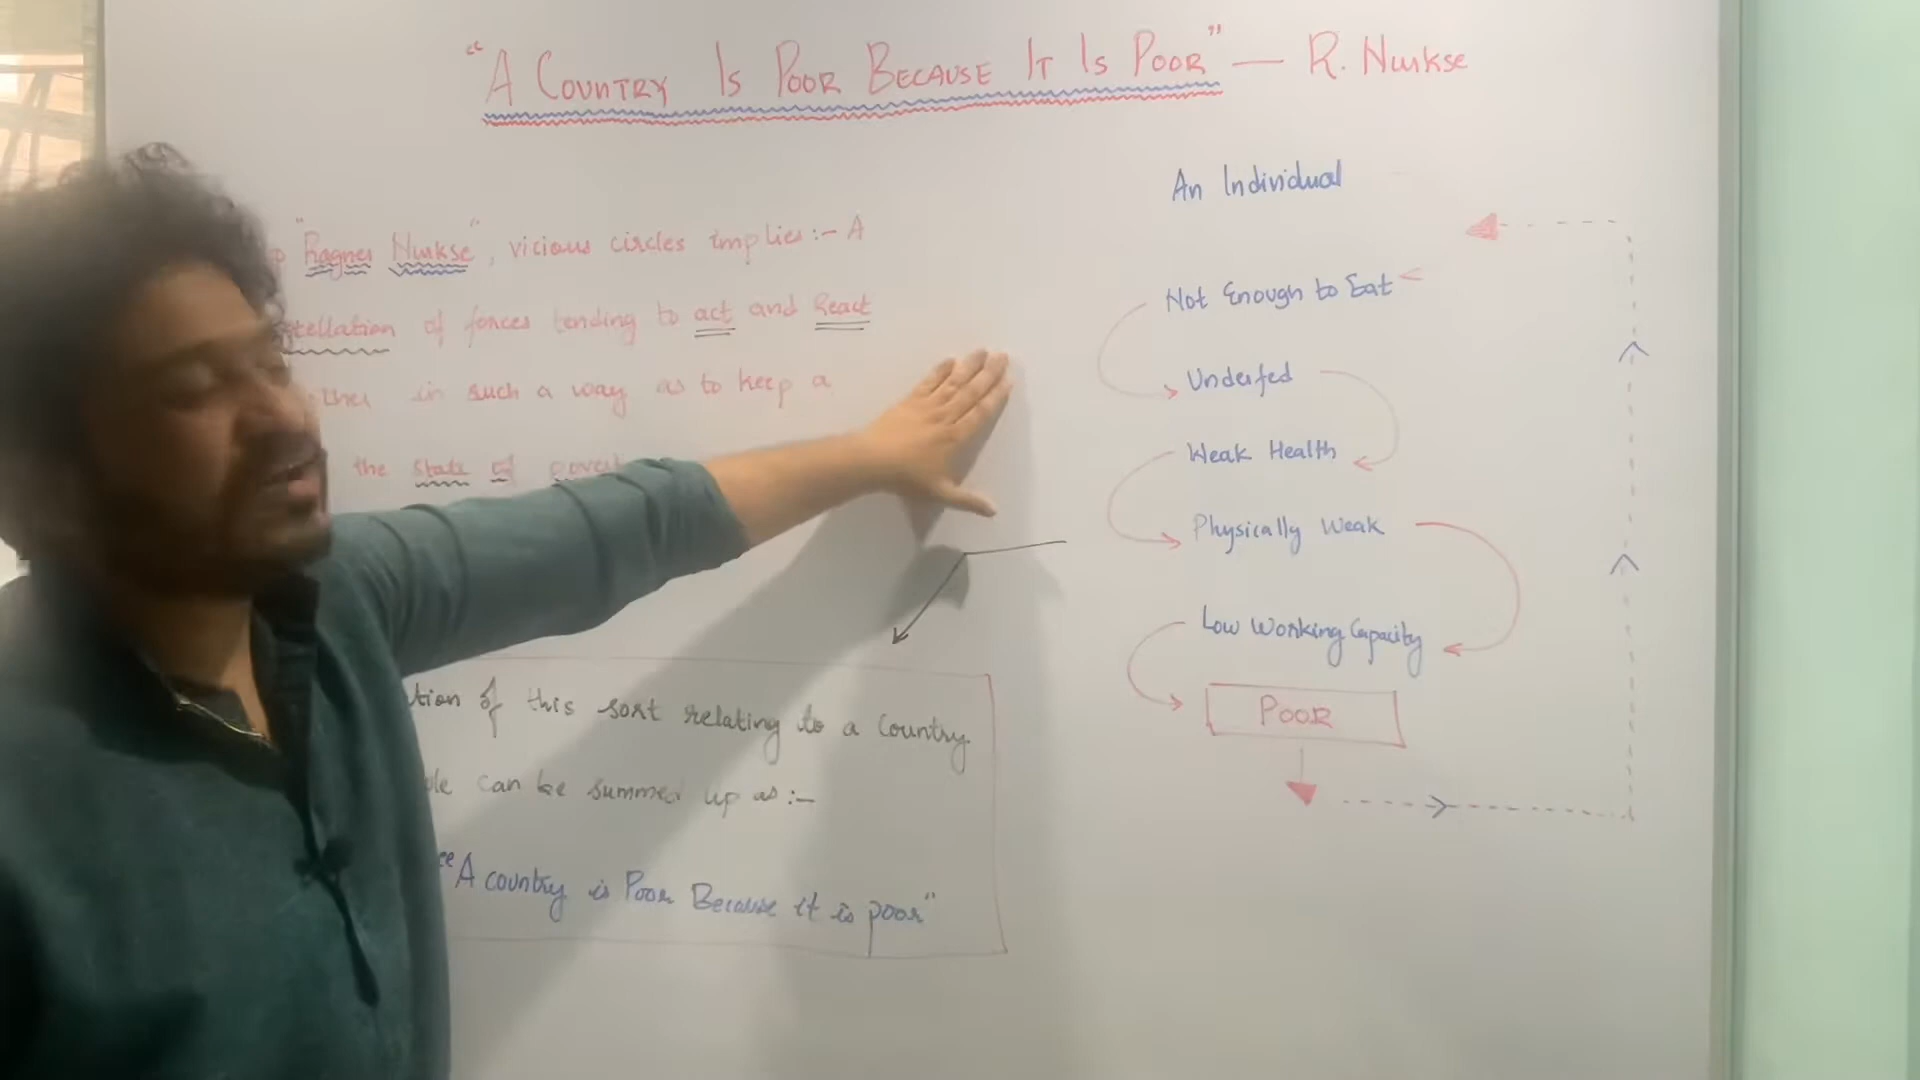 "A COUNTRY IS POOR BECAUSE IT IS POOR" — R. Nurkse
"Ragner Nurkse", vicious circles implies:- A
of forces tending to act and React
in such a way as to keep a
the state of
of this sort relating to a Country
can be summed up as :-
"A country is Poor Because it is poor"
An Individual
Not Enough to Eat
Underfed
Weak Health
Physically Weak
Low Working Capacity
POOR